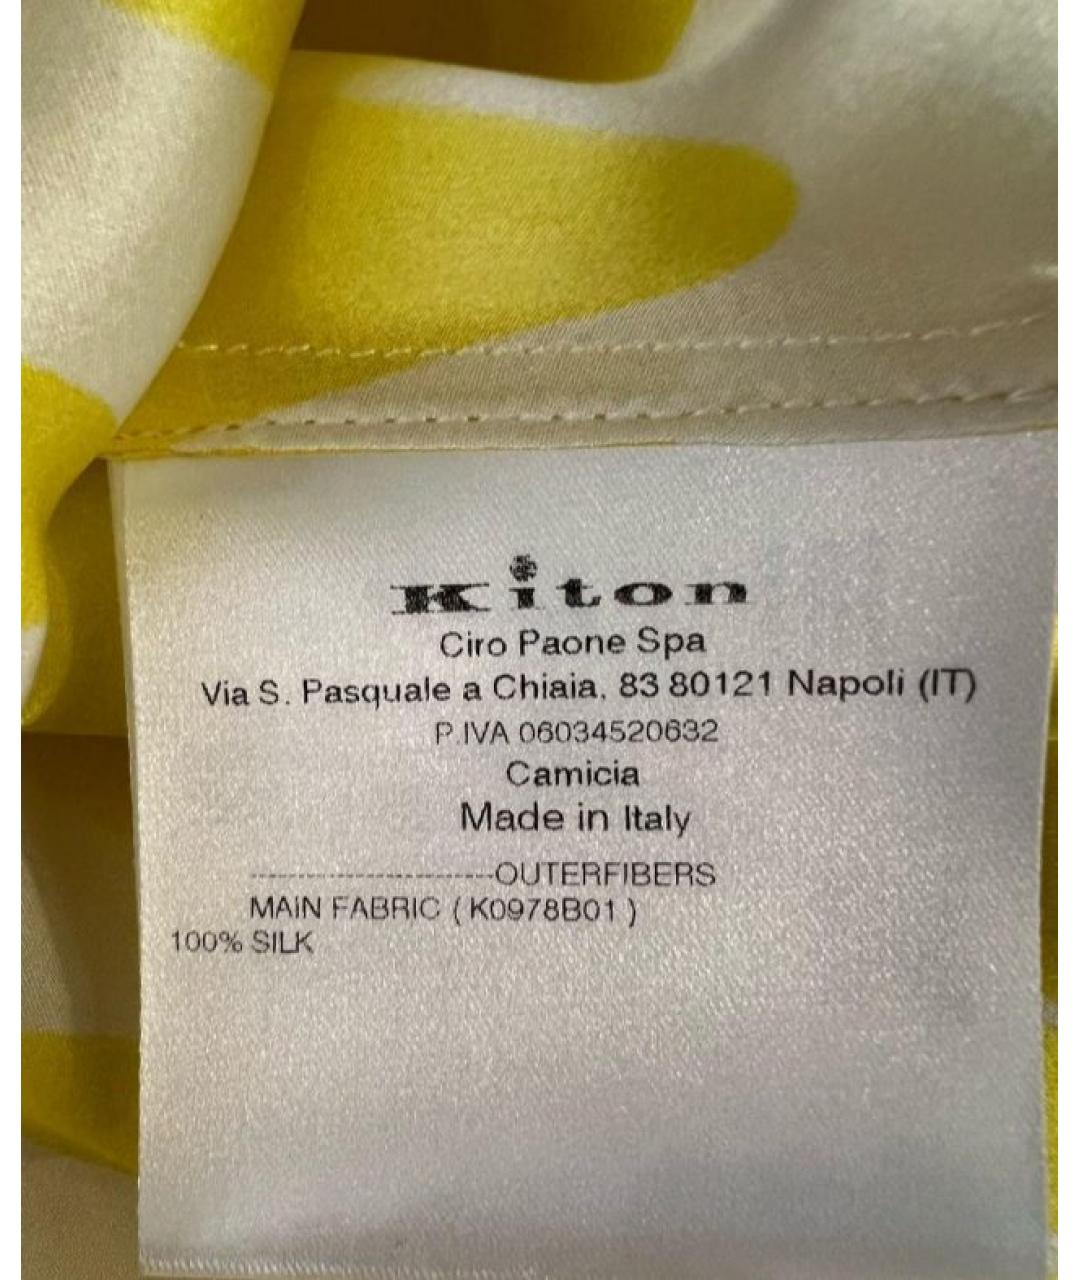 Kiton
Ciro Paone Spa
Via S. Pasquale a Chiaia, 83 80121 Napoli (IT)
P.IVA 06034520632
Camicia
Made in Italy
------------------------OUTERFIBERS
MAIN FABRIC ( K0978B01 )
100% SILK